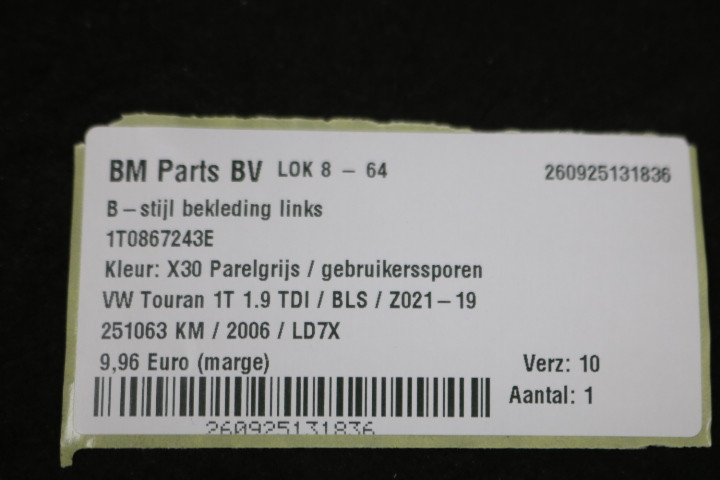 BM Parts BV LOK 8 - 64 260925131836
B-stijl bekleding links
1T0867243E
Kleur: X30 Parelgrijs / gebruikerssporen
VW Touran 1T 1.9 TDI / BLS / Z021-19
251063 KM / 2006 / LD7X
9,96 Euro (marge) Verz: 10
Aantal: 1
260925131836